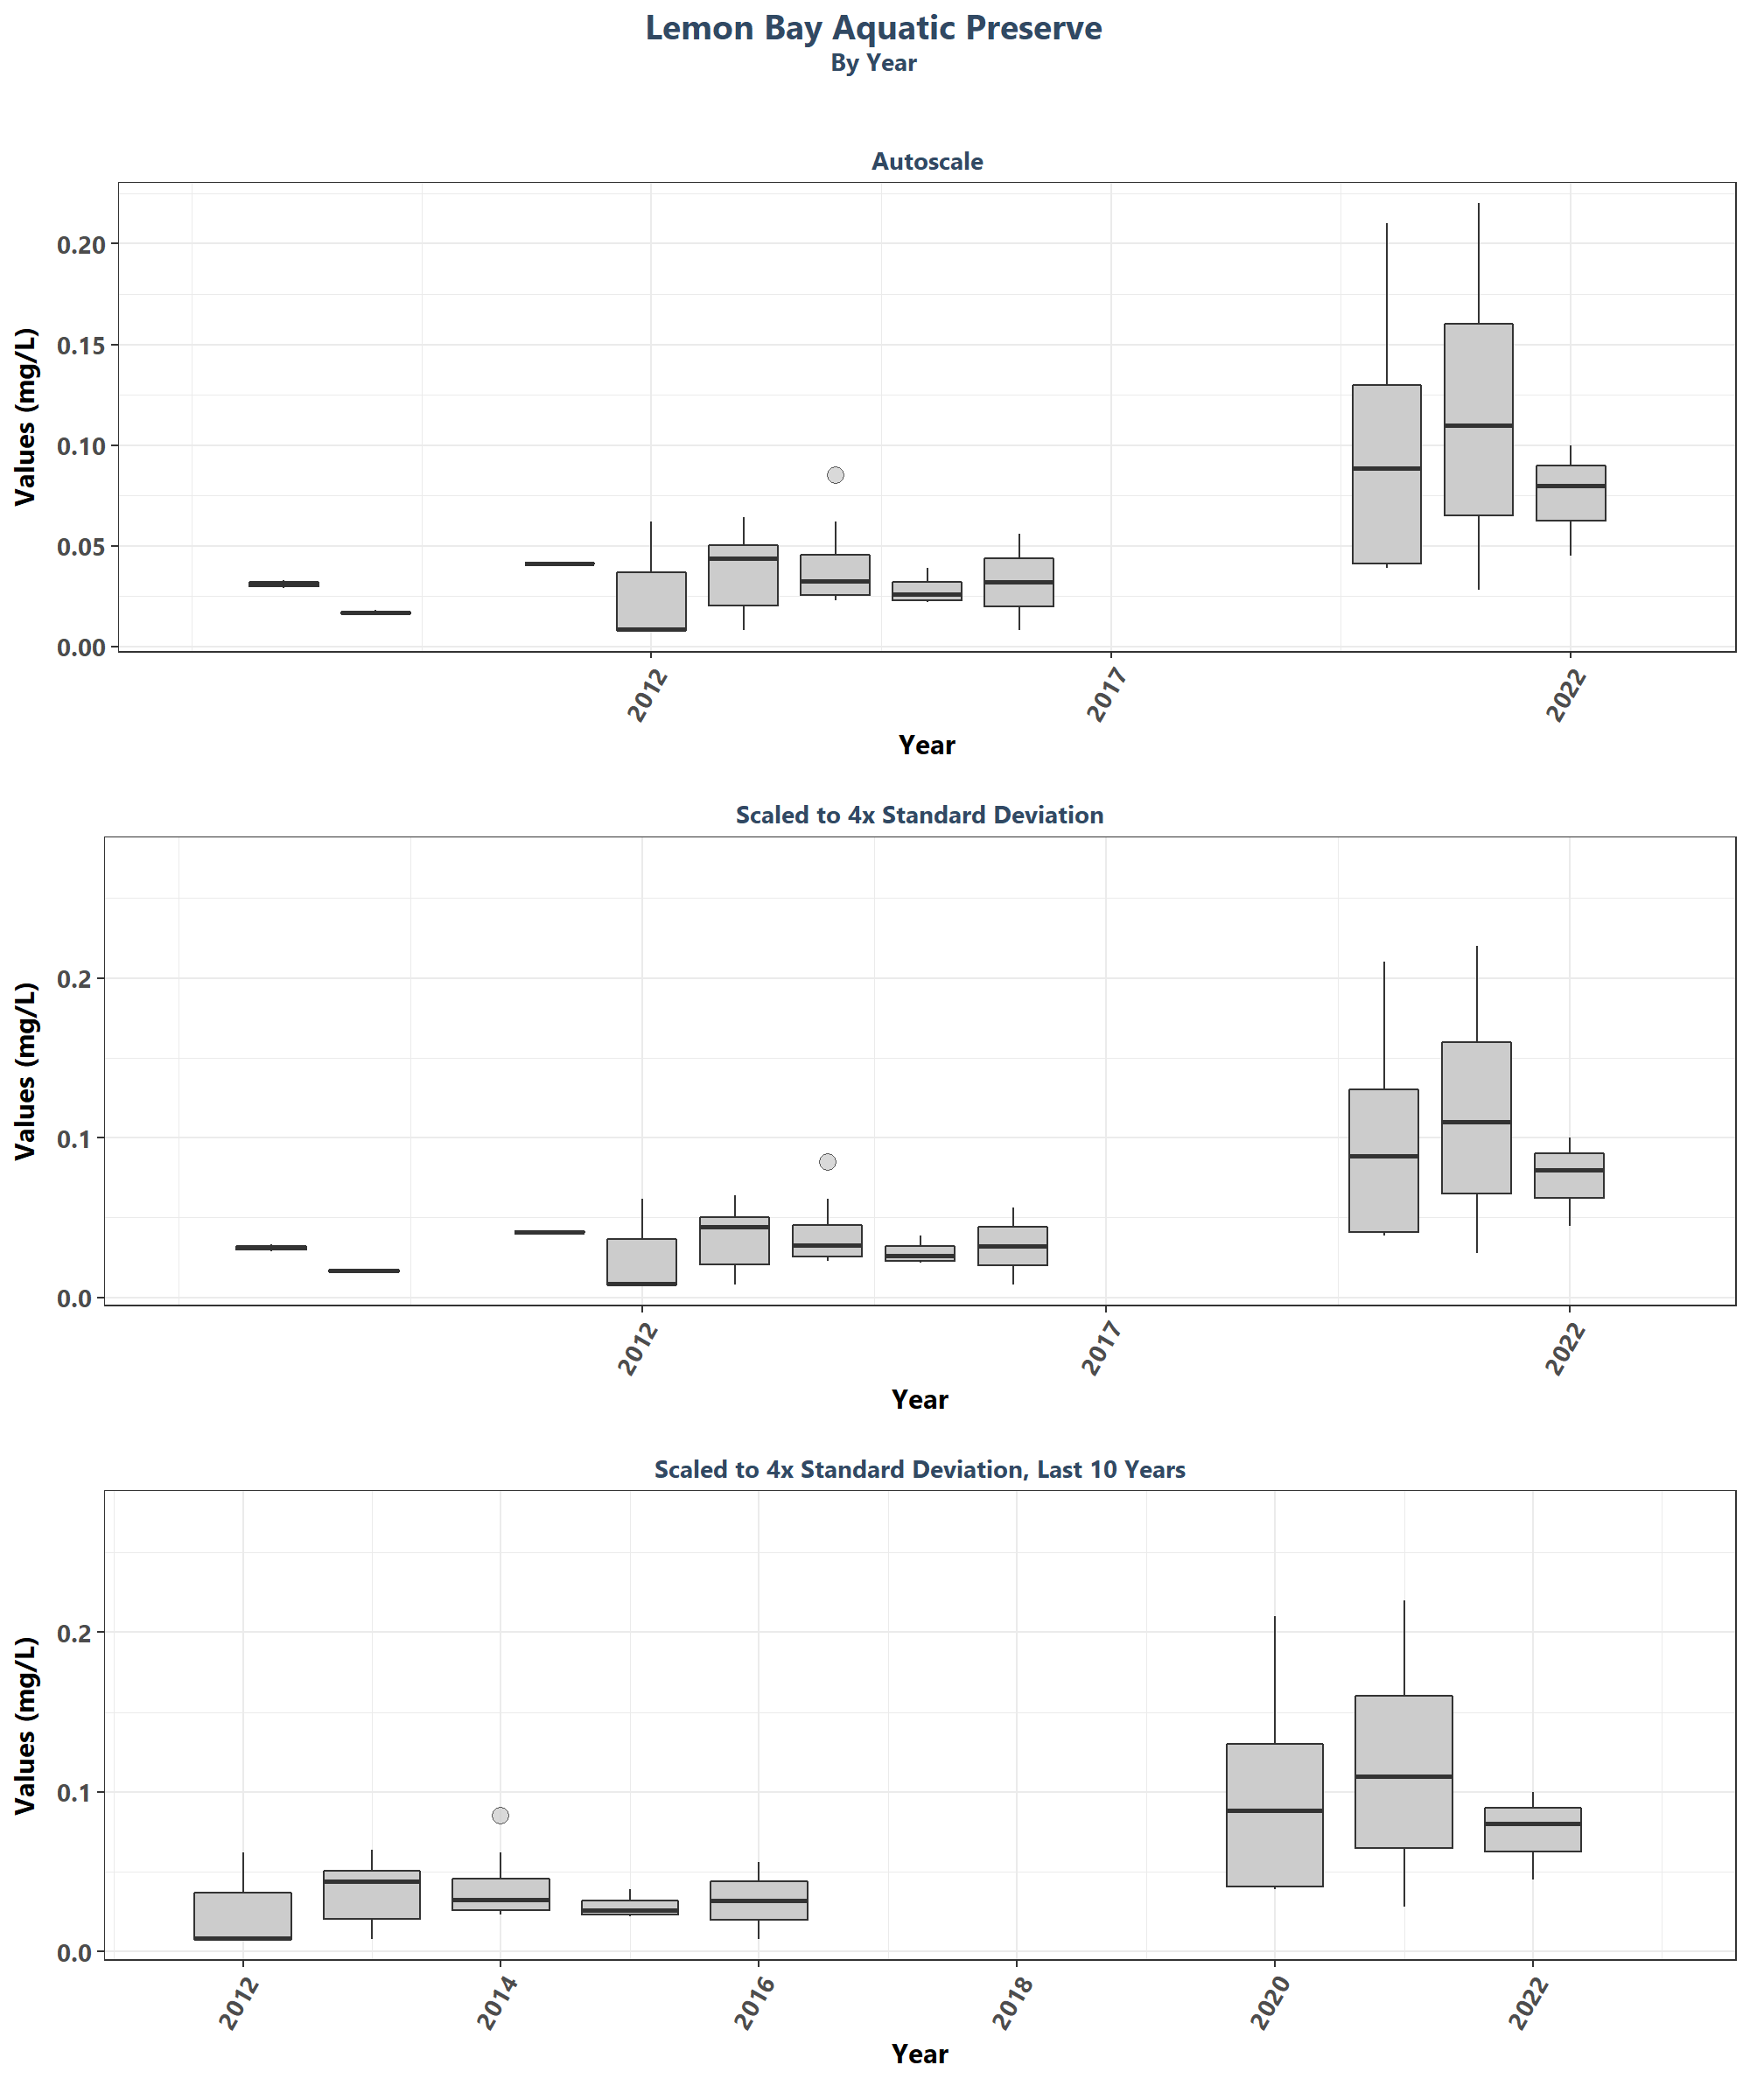 Lemon Bay Aquatic Preserve
By Year
Autoscale
Values (mg/L)
0.20
0.15
0.10
0.05
0.00
2012 2017 2022
Year
Scaled to 4x Standard Deviation
Values (mg/L)
0.2
0.1
0.0
2012 2017 2022
Year
Scaled to 4x Standard Deviation, Last 10 Years
Values (mg/L)
0.2
0.1
0.0
2012 2014 2016 2018 2020 2022
Year